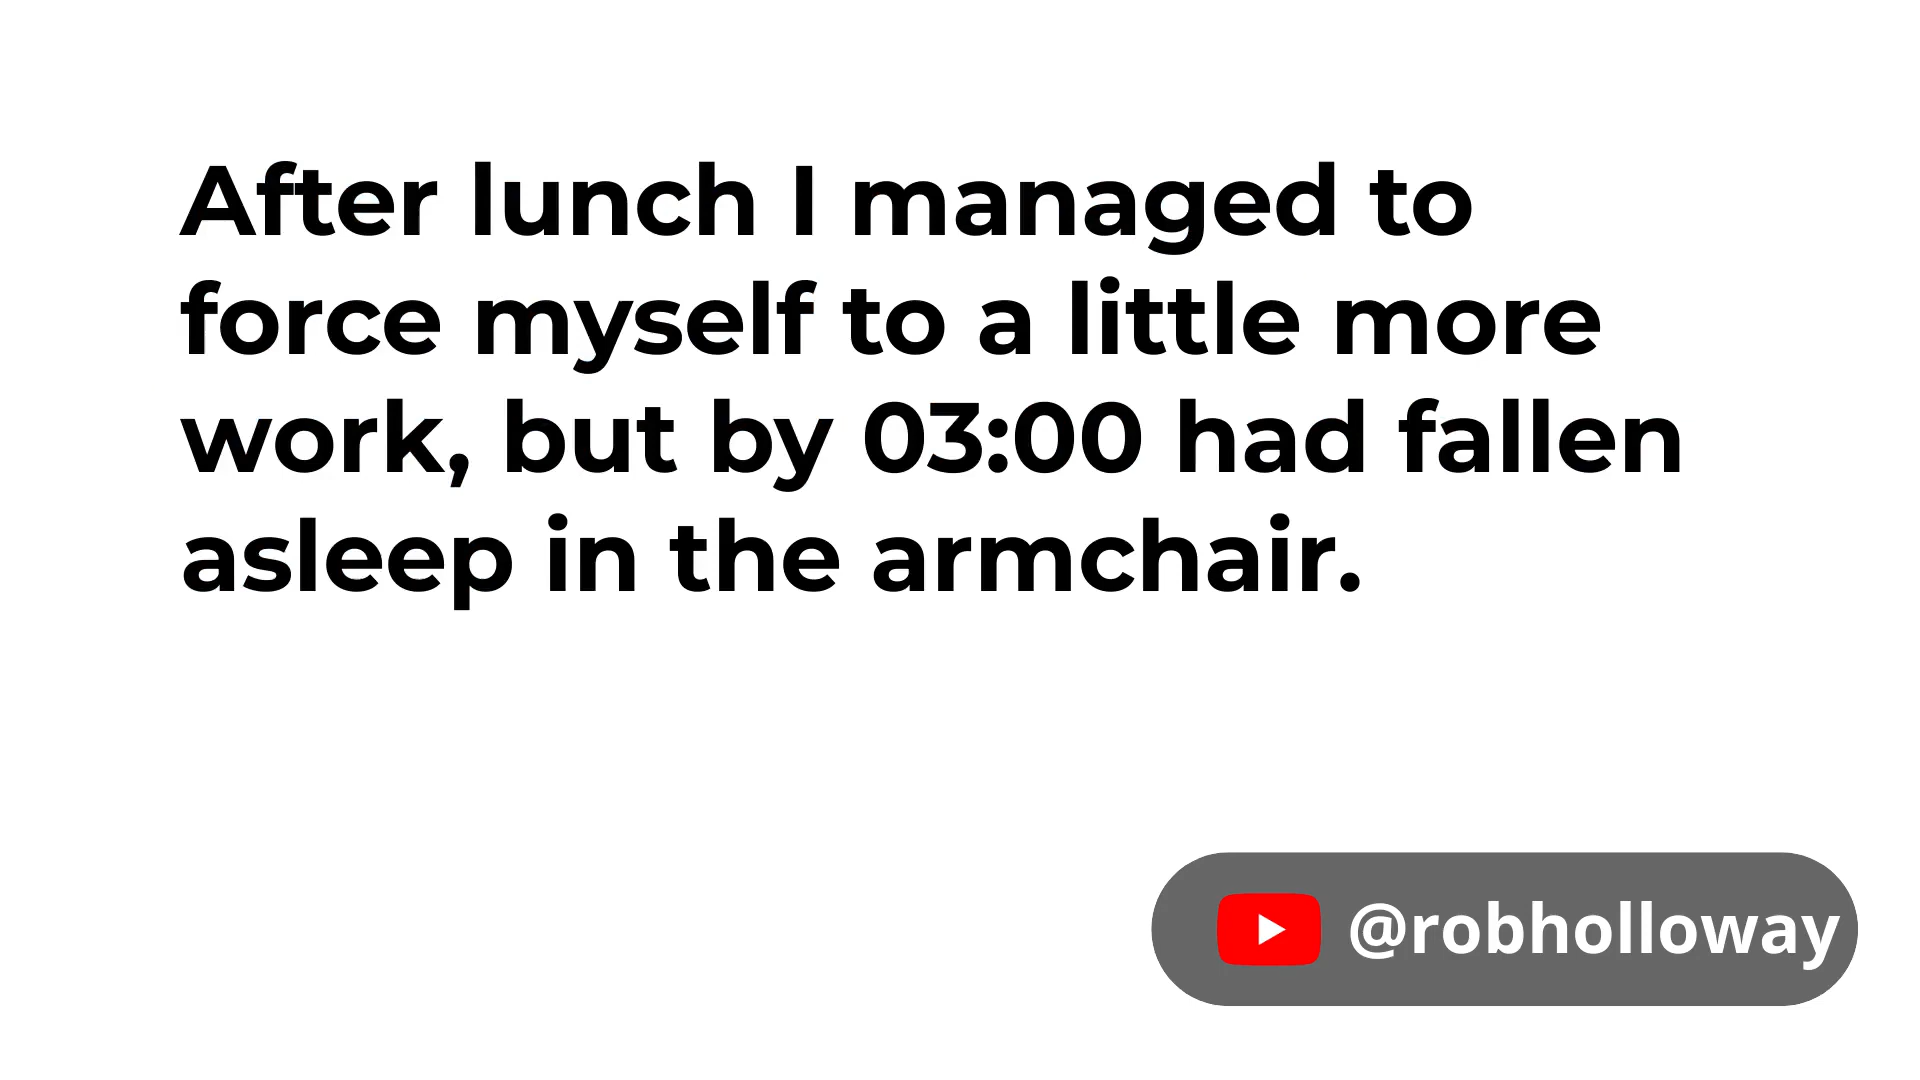 After lunch I managed to
force myself to a little more
work, but by 03:00 had fallen
asleep in the armchair.
@robholloway